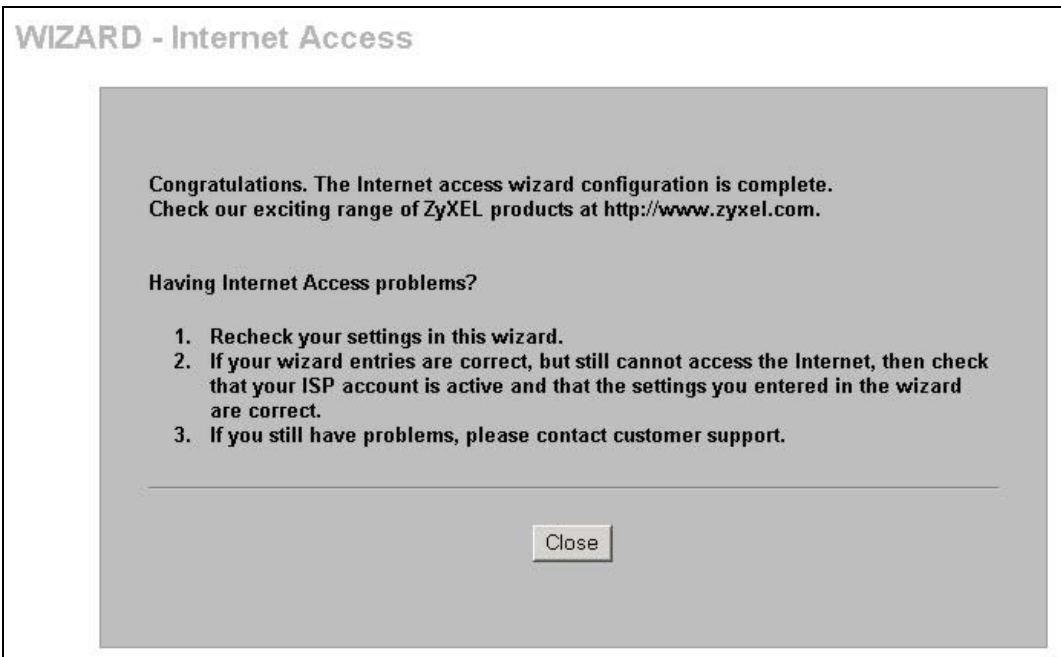 WIZARD - Internet Access
Congratulations. The Internet access wizard configuration is complete.
Check our exciting range of ZyXEL products at http://www.zyxel.com.
Having Internet Access problems?
1. Recheck your settings in this wizard.
2. If your wizard entries are correct, but still cannot access the Internet, then check
that your ISP account is active and that the settings you entered in the wizard
are correct.
3. If you still have problems, please contact customer support.
Close